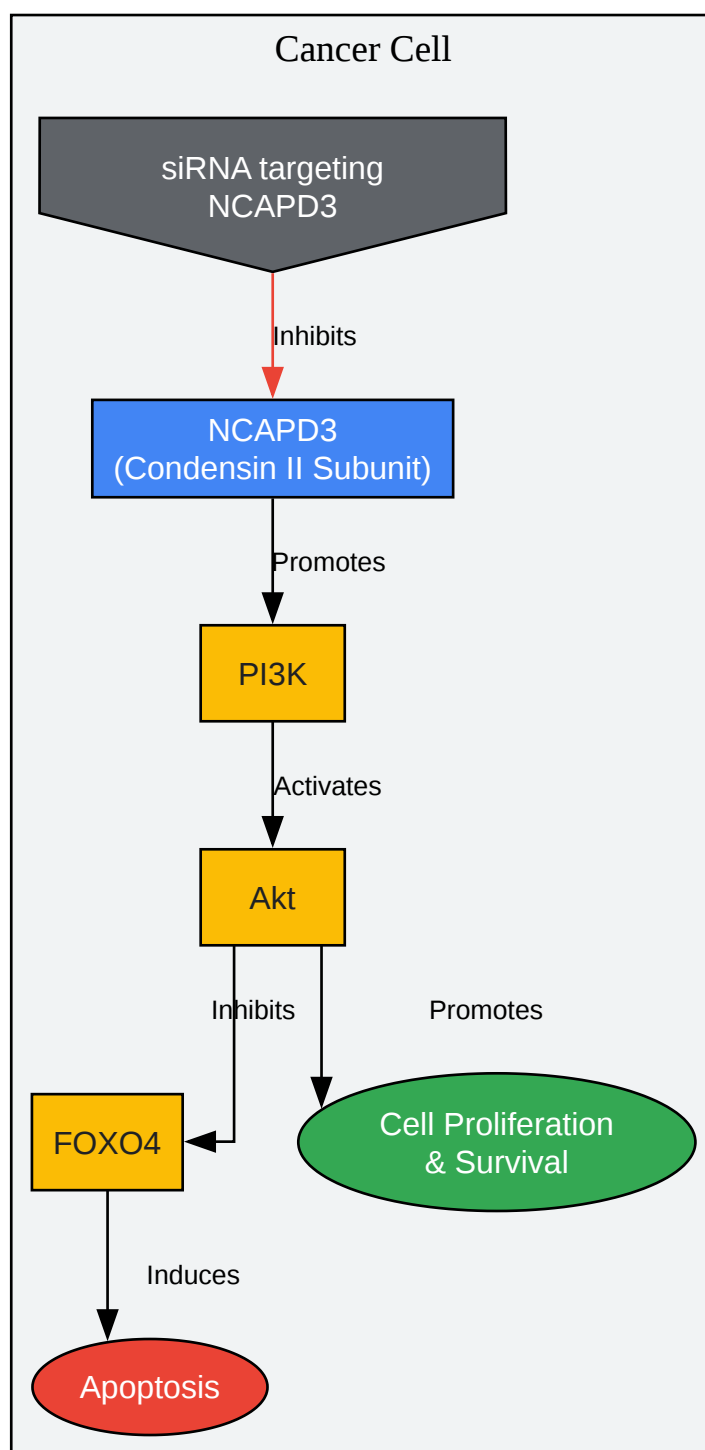 Cancer Cell
siRNA targeting
NCAPD3
Inhibits
NCAPD3
(Condensin II Subunit)
Promotes
PI3K
Activates
Akt
Inhibits
Promotes
FOXO4
Cell Proliferation
& Survival
Induces
Apoptosis